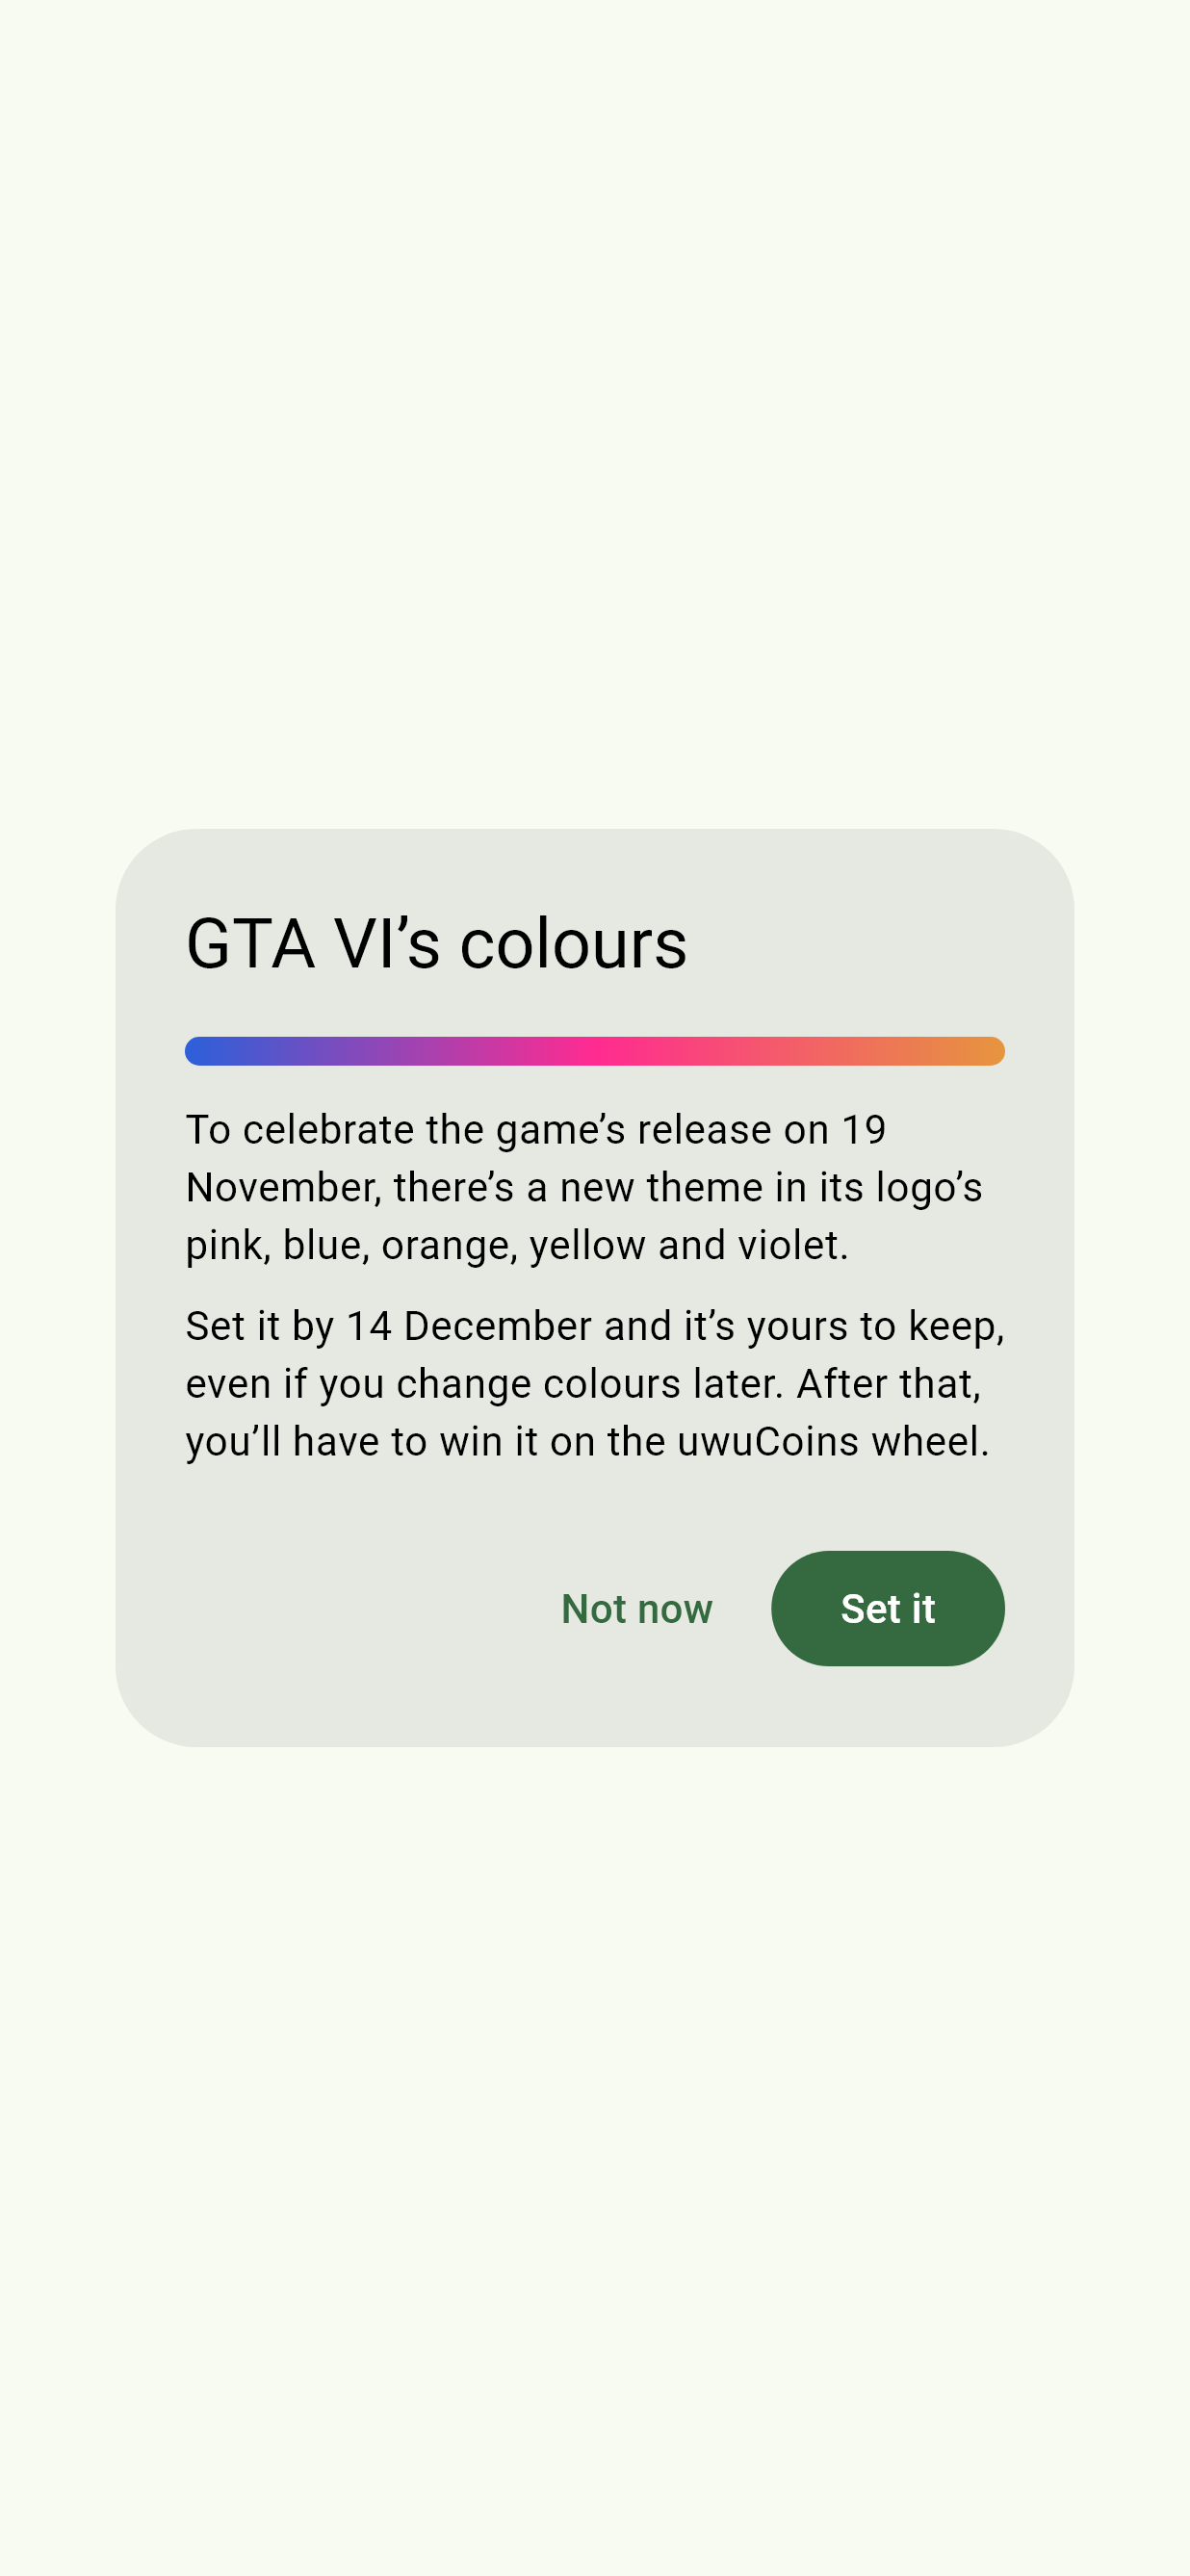 GTA VI’s colours
To celebrate the game’s release on 19
November, there’s a new theme in its logo’s
pink, blue, orange, yellow and violet.
Set it by 14 December and it’s yours to keep,
even if you change colours later. After that,
you’ll have to win it on the uwuCoins wheel.
Not now
Set it